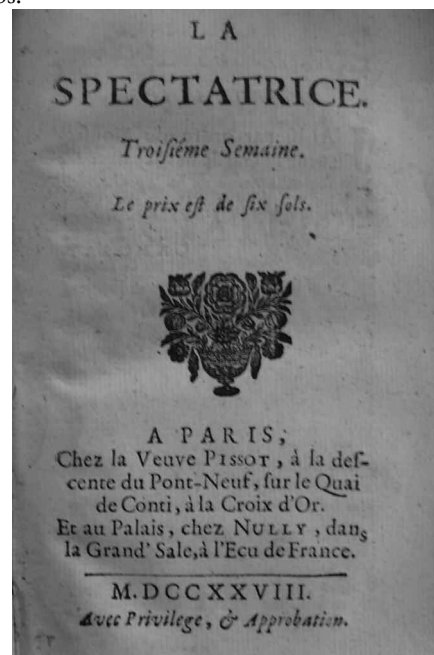 LA
SPECTATRICE.
Troiſiéme Semaine.
Le prix eſt de ſix ſols.
A PARIS,
Chez la Veuve PISSOT, à la deſ-
cente du Pont-Neuf, ſur le Quai
de Conti, à la Croix d'Or.
Et au Palais, chez NULLY, dans
la Grand' Sale, à l'Ecu de France.
M.DCCXXVIII.
Avec Privilege, & Approbation.